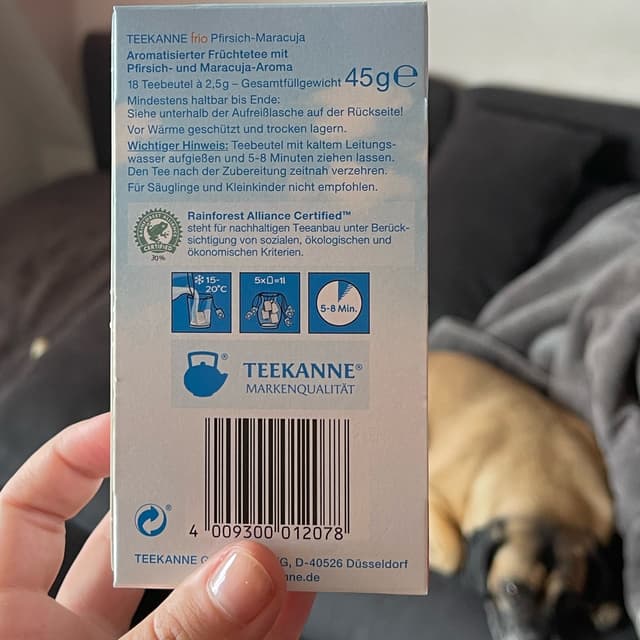 TEEKANNE frio Pfirsich-Maracuja
Aromatisierter Früchtetee mit
Pfirsich- und Maracuja-Aroma
18 Teebeutel à 2,5g – Gesamtfüllgewicht 45g℮
Mindestens haltbar bis Ende:
Siehe unterhalb der Aufreißlasche auf der Rückseite!
Vor Wärme geschützt und trocken lagern.
Wichtiger Hinweis: Teebeutel mit kaltem Leitungs-
wasser aufgießen und 5-8 Minuten ziehen lassen.
Den Tee nach der Zubereitung zeitnah verzehren.
Für Säuglinge und Kleinkinder nicht empfohlen.
Rainforest Alliance Certified™
steht für nachhaltigen Teeanbau unter Berück-
sichtigung von sozialen, ökologischen und
ökonomischen Kriterien.
CERTIFIED
30%
15-
20°C
5x=1l
5-8 Min.
TEEKANNE®
MARKENQUALITÄT
4 009300 012078
TEEKANNE G, D-40526 Düsseldorf
ne.de